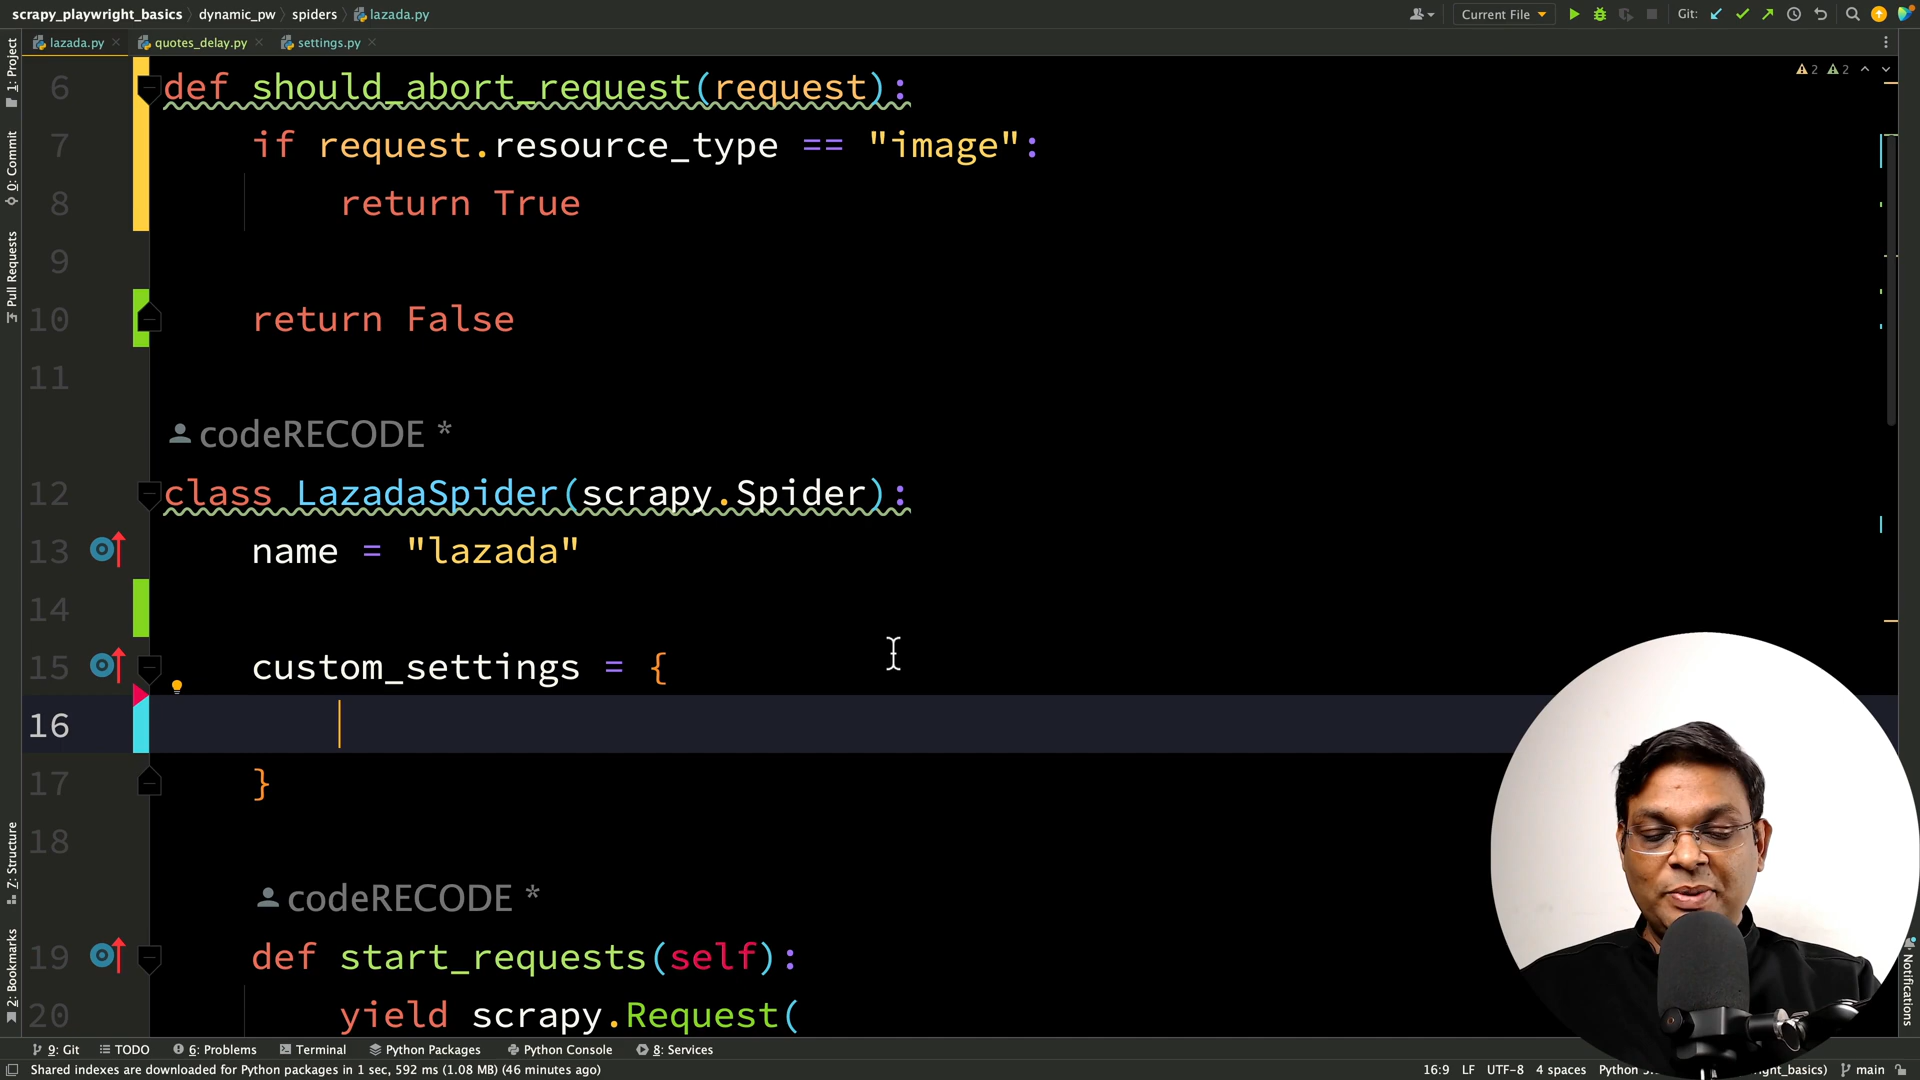 scrapy_playwright_basics dynamic_pw spiders lazada.py
Current File
Git:
lazada.py quotes_delay.py settings.py
1: Project
0: Commit
Pull Requests
Z: Structure
2: Bookmarks
Notifications
2 2
6 def should_abort_request(request):
7 if request.resource_type == "image":
8 return True
9
10 return False
11
codeRECODE *
12 class LazadaSpider(scrapy.Spider):
13 name = "lazada"
14
15 custom_settings = {
16
17 }
18
codeRECODE *
19 def start_requests(self):
20 yield scrapy.Request(
9: Git TODO 6: Problems Terminal Python Packages Python Console 8: Services
Shared indexes are downloaded for Python packages in 1 sec, 592 ms (1.08 MB) (46 minutes ago) 16:9 LF UTF-8 4 spaces Python main